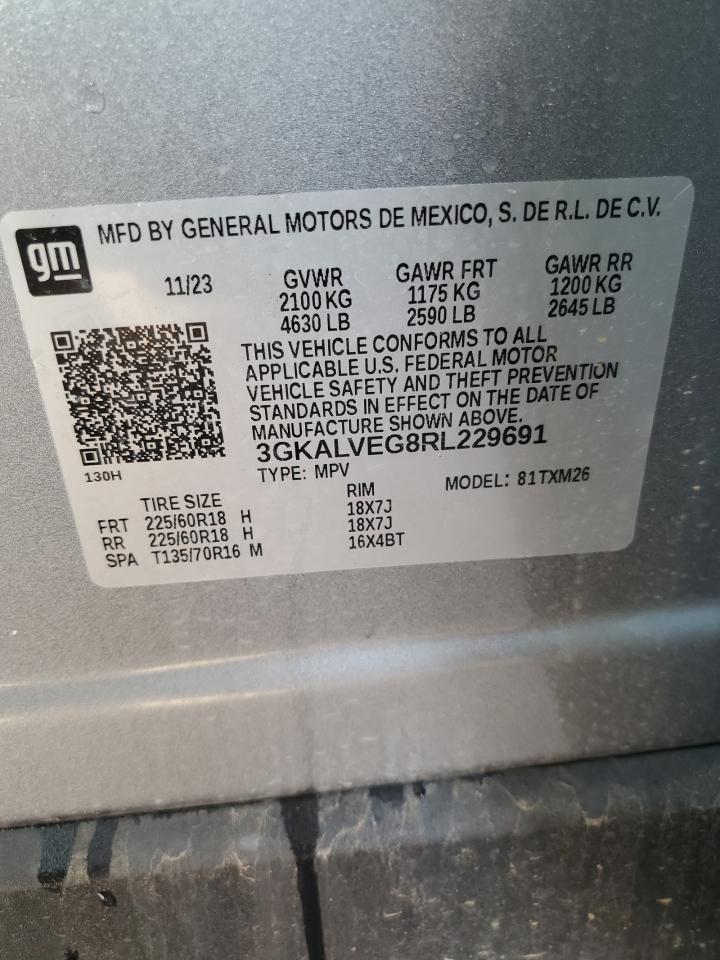 gm
MFD BY GENERAL MOTORS DE MEXICO, S. DE R.L. DE C.V.
11/23 GVWR GAWR FRT GAWR RR
2100 KG 1175 KG 1200 KG
4630 LB 2590 LB 2645 LB
THIS VEHICLE CONFORMS TO ALL
APPLICABLE U.S. FEDERAL MOTOR
VEHICLE SAFETY AND THEFT PREVENTION
STANDARDS IN EFFECT ON THE DATE OF
MANUFACTURE SHOWN ABOVE.
3GKALVEG8RL229691
130H
TYPE: MPV MODEL: 81TXM26
TIRE SIZE RIM
FRT 225/60R18 H 18X7J
RR 225/60R18 H 18X7J
SPA T135/70R16 M 16X4BT